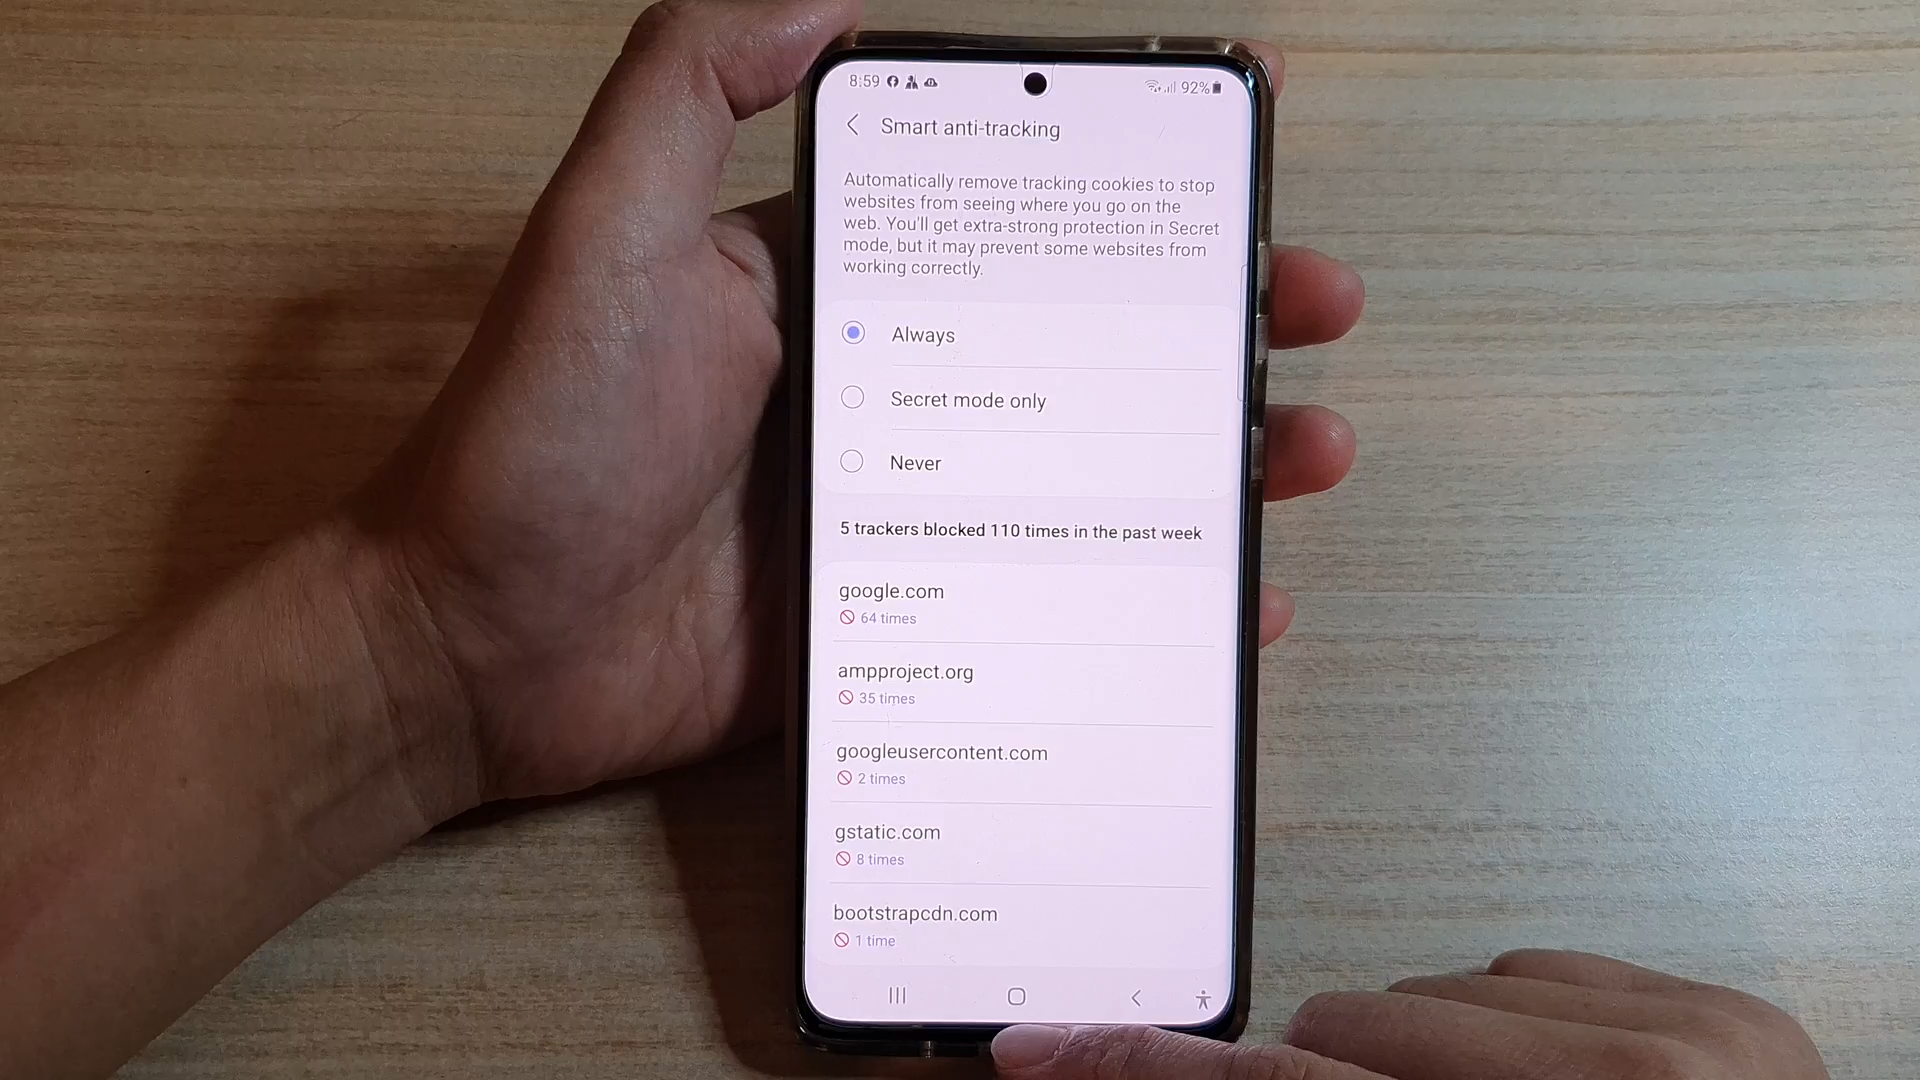 8:59 92%
Smart anti-tracking
Automatically remove tracking cookies to stop
websites from seeing where you go on the
web. You'll get extra-strong protection in Secret
mode, but it may prevent some websites from
working correctly.
Always
Secret mode only
Never
5 trackers blocked 110 times in the past week
google.com
64 times
ampproject.org
35 times
googleusercontent.com
2 times
gstatic.com
8 times
bootstrapcdn.com
1 time